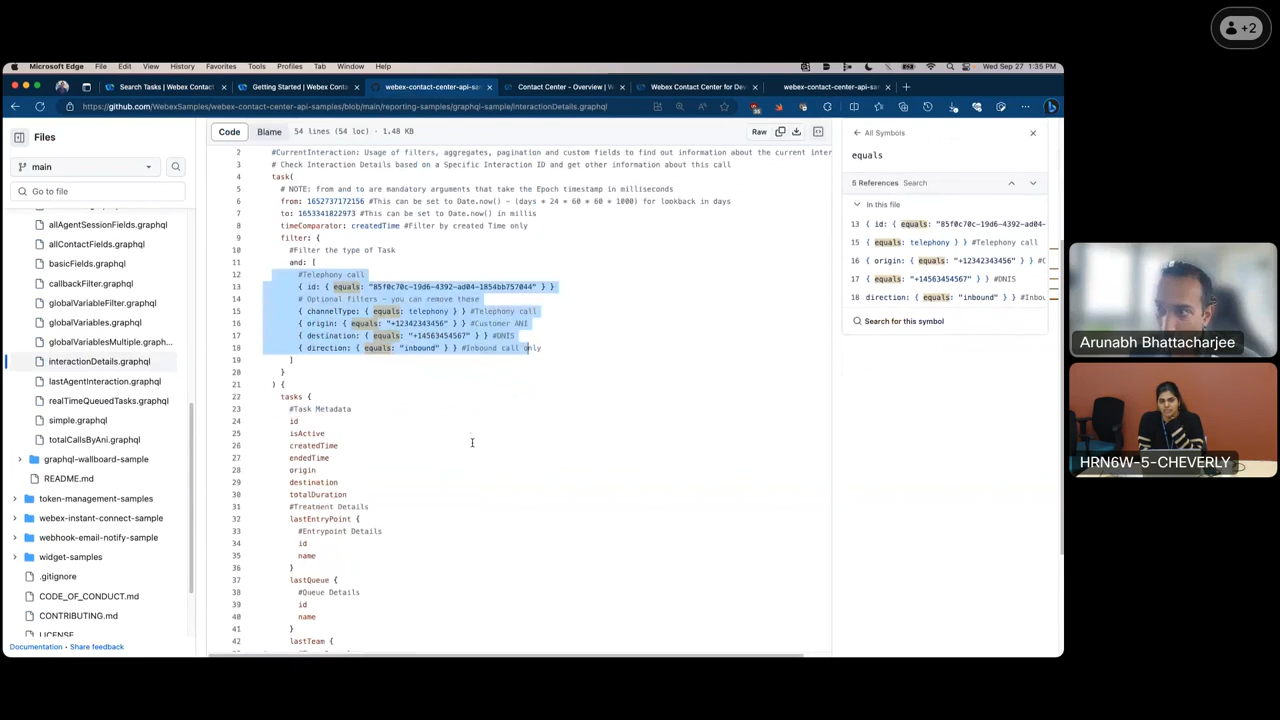 +2
Microsoft Edge File Edit View History Favorites Tools Profiles Tab Window Help
Wed Sep 27 1:35 PM
Search Tasks | Webex Contact
Getting Started | Webex Contact
webex-contact-center-api-sam
Contact Center - Overview | W
Webex Contact Center for Dev
webex-contact-center-api-sam
https://github.com/WebexSamples/webex-contact-center-api-samples/blob/main/reporting-samples/graphql-sample/interactionDetails.graphql
Files
main
Go to file
allAgentSessionFields.graphql
allContactFields.graphql
basicFields.graphql
callbackFilter.graphql
globalVariableFilter.graphql
globalVariables.graphql
globalVariablesMultiple.graph...
interactionDetails.graphql
lastAgentInteraction.graphql
realTimeQueuedTasks.graphql
simple.graphql
totalCallsByAni.graphql
graphql-wallboard-sample
README.md
token-management-samples
webex-instant-connect-sample
webhook-email-notify-sample
widget-samples
.gitignore
CODE_OF_CONDUCT.md
CONTRIBUTING.md
LICENSE
Documentation • Share feedback
Code Blame 54 lines (54 loc) · 1.48 KB
Raw
2 #CurrentInteraction: Usage of filters, aggregates, pagination and custom fields to find out information about the current inter
3 # Check Interaction Details based on a Specific Interaction ID and get other information about this call
4 task(
5 # NOTE: from and to are mandatory arguments that take the Epoch timestamp in milliseconds
6 from: 1652737172156 #This can be set to Date.now() - (days * 24 * 60 * 60 * 1000) for lookback in days
7 to: 1653341822973 #This can be set to Date.now() in millis
8 timeComparator: createdTime #Filter by created Time only
9 filter: {
10 #Filter the type of Task
11 and: [
12 #Telephony call
13 { id: { equals: "85f0c70c-19d6-4392-ad04-1854bb757044" } }
14 # Optional filters - you can remove these
15 { channelType: { equals: telephony } } #Telephony call
16 { origin: { equals: "+12342343456" } } #Customer ANI
17 { destination: { equals: "+14563454567" } } #DNIS
18 { direction: { equals: "inbound" } } #Inbound call only
19 ]
20 }
21 ) {
22 tasks {
23 #Task Metadata
24 id
25 isActive
26 createdTime
27 endedTime
28 origin
29 destination
30 totalDuration
31 #Treatment Details
32 lastEntryPoint {
33 #Entrypoint Details
34 id
35 name
36 }
37 lastQueue {
38 #Queue Details
39 id
40 name
41 }
42 lastTeam {
All Symbols
equals
5 References Search
In this file
13 { id: { equals: "85f0c70c-19d6-4392-ad04-
15 { equals: telephony } } #Telephony call
16 { origin: { equals: "+12342343456" } } #C
17 { equals: "+14563454567" } } #DNIS
18 direction: { equals: "inbound" } } #Inbou
Search for this symbol
Arunabh Bhattacharjee
HRN6W-5-CHEVERLY